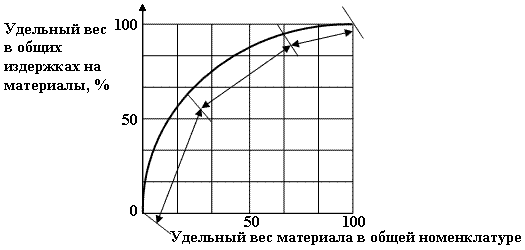 Удельный вес
в общих
издержках на
материалы, %
100
50
0
50
100
Удельный вес материала в общей номенклатуре